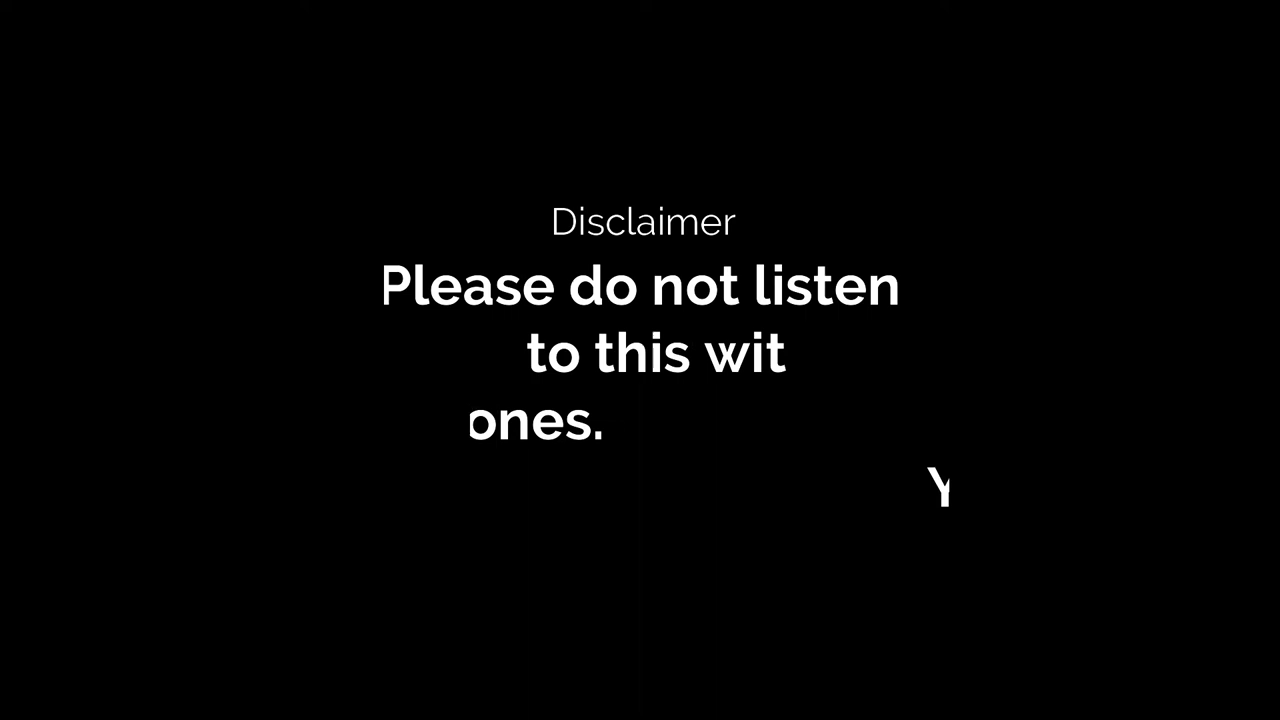 Disclaimer
Please do not listen
to this wit
ones.
Y